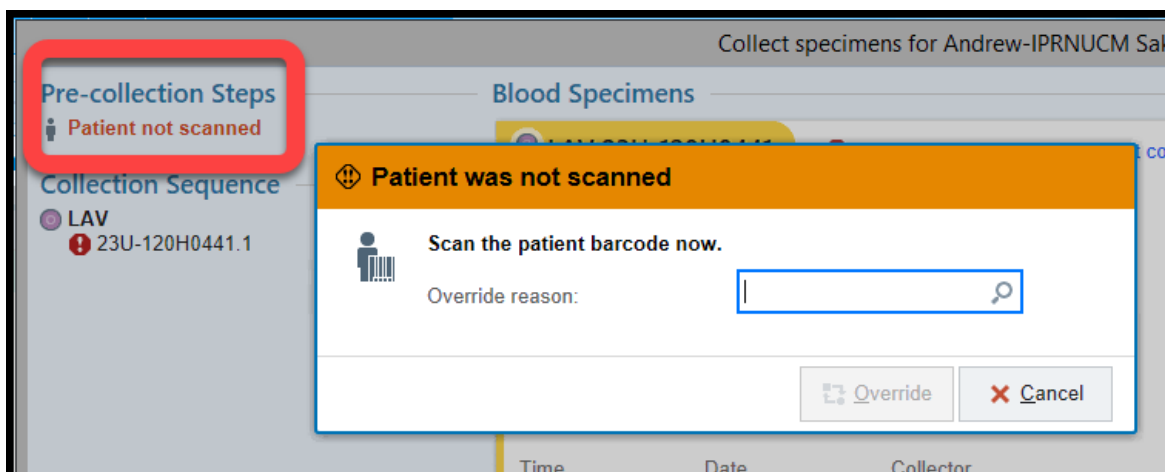 Collect specimens for Andrew-IPRNUCM Sak
Pre-collection Steps
Patient not scanned
Blood Specimens
Collection Sequence
LAV
23U-120H0441.1
Patient was not scanned
Scan the patient barcode now.
Override reason:
Override
Cancel
Time Date Collector